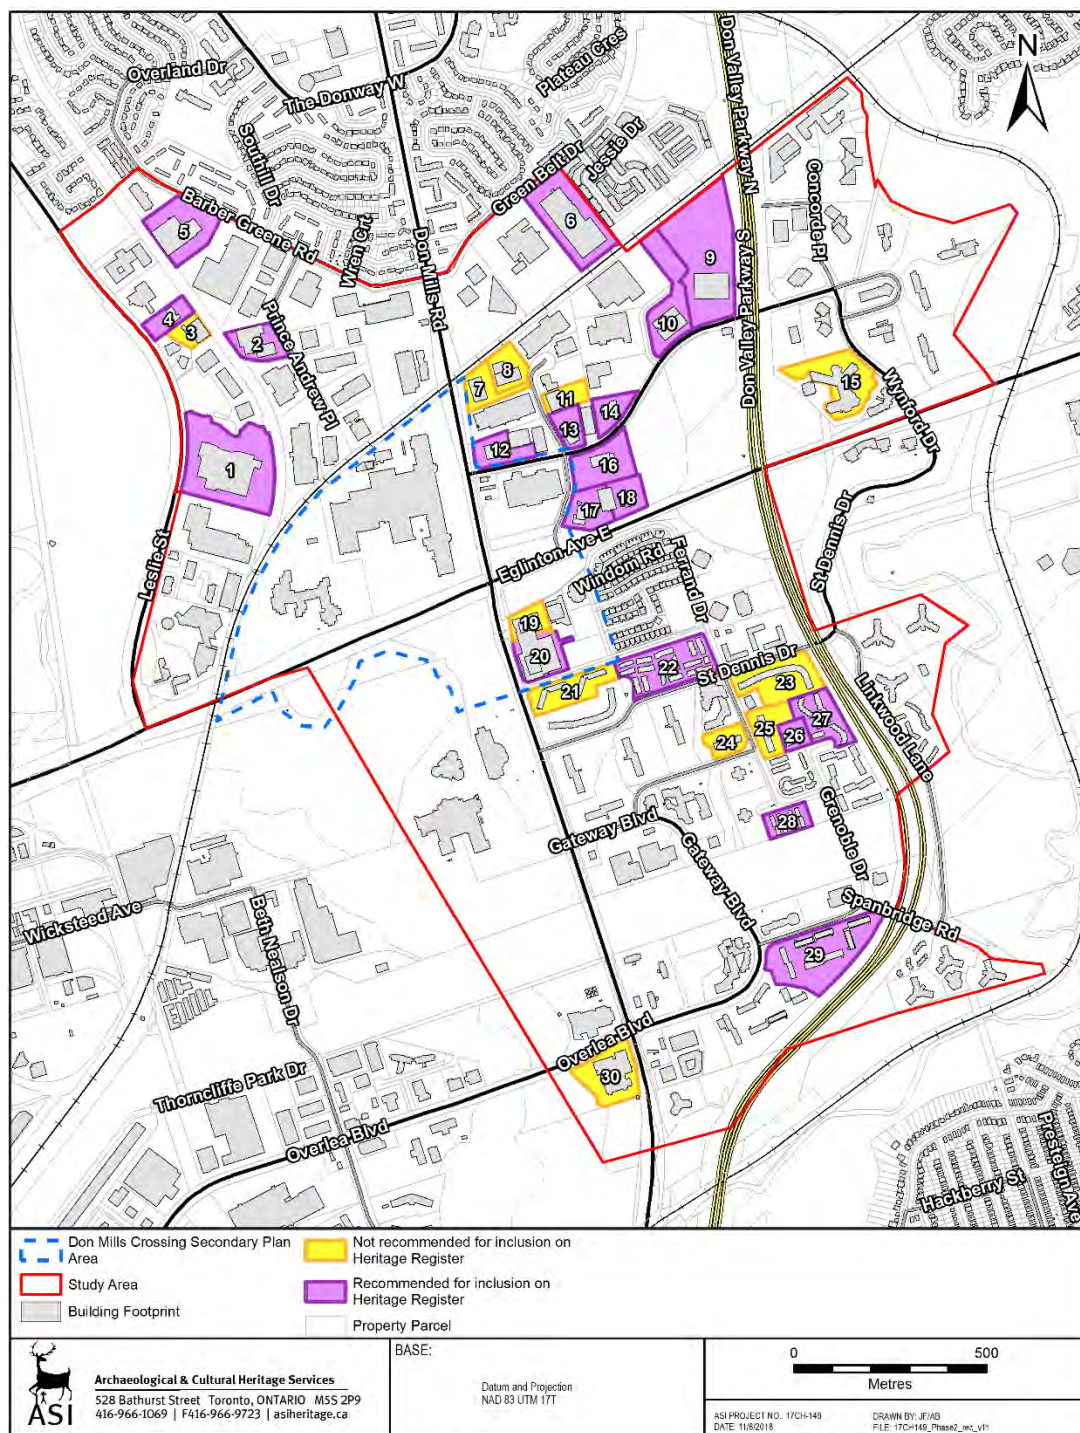 Overland Dr
The Donway W
Plateau Cres
Don Valley Parkway N
N
Southill Dr
Jessie Dr
Green Belt Dr
Concorde Pl
Barber Greene Rd
Wren Crt
Don Mills Rd
Don Valley Parkway S
5
6
9
4
3
2
Prince Andrew Pl
10
8
7
11
15
Wynford Dr
14
13
12
16
1
18
17
St Dennis Dr
Leslie St
Eglinton Ave E
Windom Rd
Ferrand Dr
19
20
22
St Dennis Dr
21
23
Linkwood Lane
27
25
26
24
Grenoble Dr
28
Gateway Blvd
Gateway Blvd
Wicksteed Ave
Beth Nealson Dr
Spanbridge Rd
29
Overlea Blvd
30
Thorncliffe Park Dr
Overlea Blvd
Presteign Ave
Hackberry St
Don Mills Crossing Secondary Plan
Area
Study Area
Building Footprint
Not recommended for inclusion on
Heritage Register
Recommended for inclusion on
Heritage Register
Property Parcel
ASI
Archaeological & Cultural Heritage Services
528 Bathurst Street Toronto, ONTARIO M5S 2P9
416-966-1069 | F416-966-9723 | asiheritage.ca
BASE:
Datum and Projection
NAD 83 UTM 17T
0 500
Metres
ASI PROJECT NO.: 17CH-149
DATE: 11/8/2018
DRAWN BY: JF/AB
FILE: 17CH149_Phase2_rec_v11